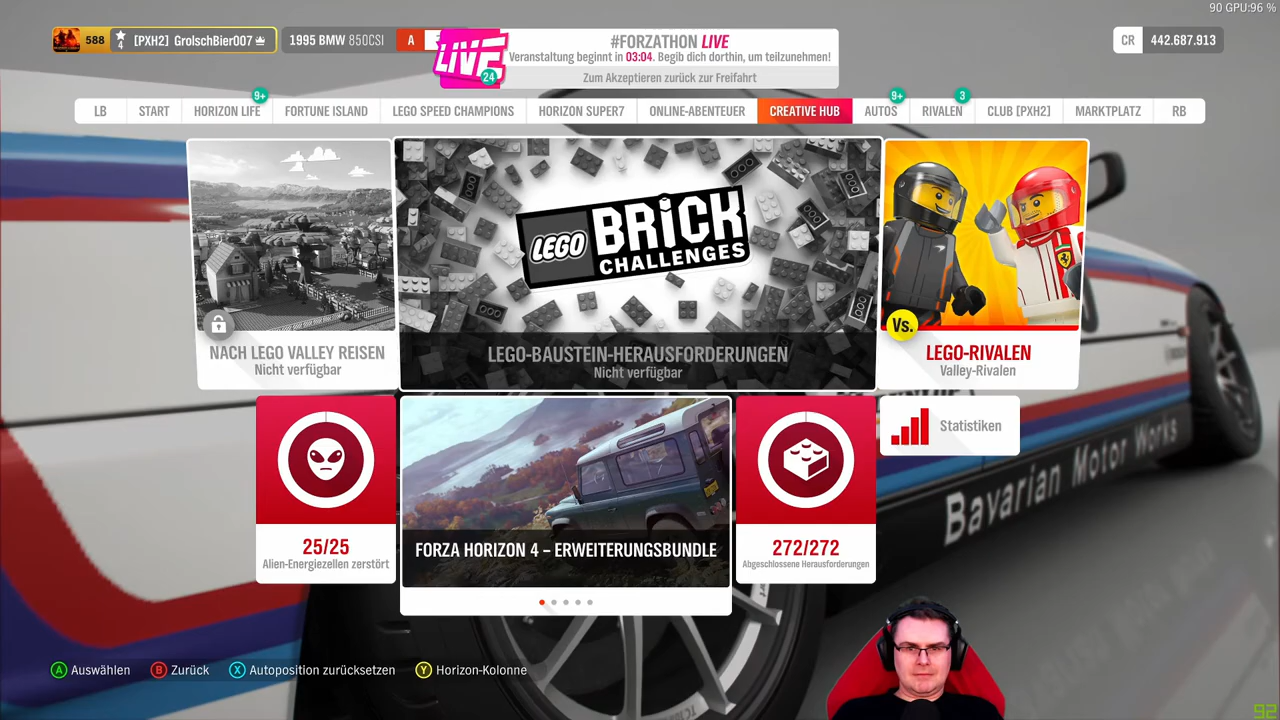 90 GPU:96 %
588
4
[PXH2] GrolschBier007
1995 BMW 850CSI
A
LIVE
24
#FORZATHON LIVE
Veranstaltung beginnt in 03:04. Begib dich dorthin, um teilzunehmen!
Zum Akzeptieren zurück zur Freifahrt
CR 442.687.913
LB
START
HORIZON LIFE
9+
FORTUNE ISLAND
LEGO SPEED CHAMPIONS
HORIZON SUPER7
ONLINE-ABENTEUER
CREATIVE HUB
AUTOS
9+
RIVALEN
3
CLUB [PXH2]
MARKTPLATZ
RB
NACH LEGO VALLEY REISEN
Nicht verfügbar
LEGO
BRICK
CHALLENGES
LEGO-BAUSTEIN-HERAUSFORDERUNGEN
Nicht verfügbar
Vs.
LEGO-RIVALEN
Valley-Rivalen
25/25
Alien-Energiezellen zerstört
FORZA HORIZON 4 – ERWEITERUNGSBUNDLE
272/272
Abgeschlossene Herausforderungen
Statistiken
Bavarian Motor Works
A Auswählen
B Zurück
X Autoposition zurücksetzen
Y Horizon-Kolonne
92